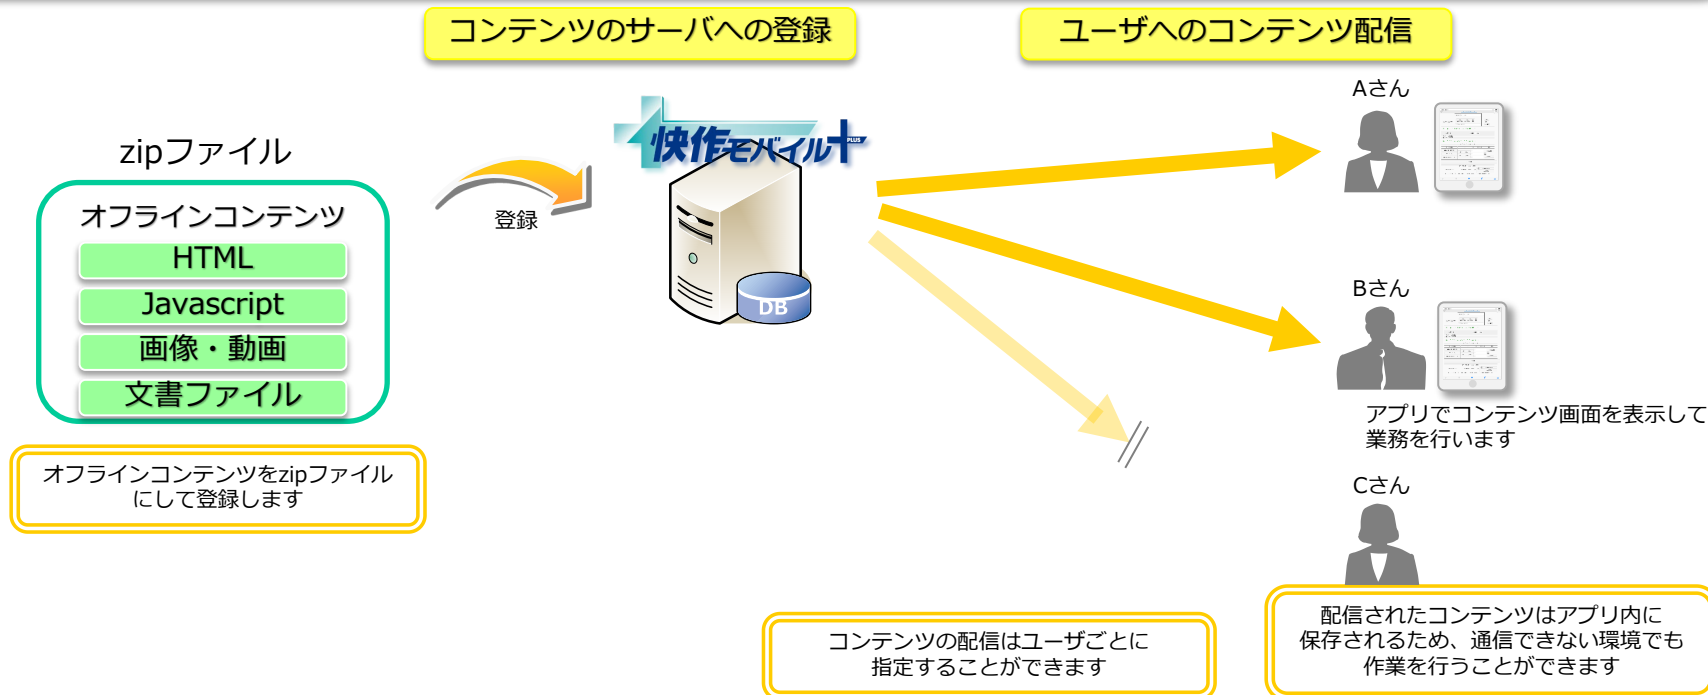 コンテンツのサーバへの登録
ユーザへのコンテンツ配信
zipファイル
オフラインコンテンツ
HTML
Javascript
画像・動画
文書ファイル
オフラインコンテンツをzipファイル
にして登録します
登録
快作モバイル+
PLUS
DB
Aさん
Bさん
アプリでコンテンツ画面を表示して
業務を行います
Cさん
コンテンツの配信はユーザごとに
指定することができます
配信されたコンテンツはアプリ内に
保存されるため、通信できない環境でも
作業を行うことができます